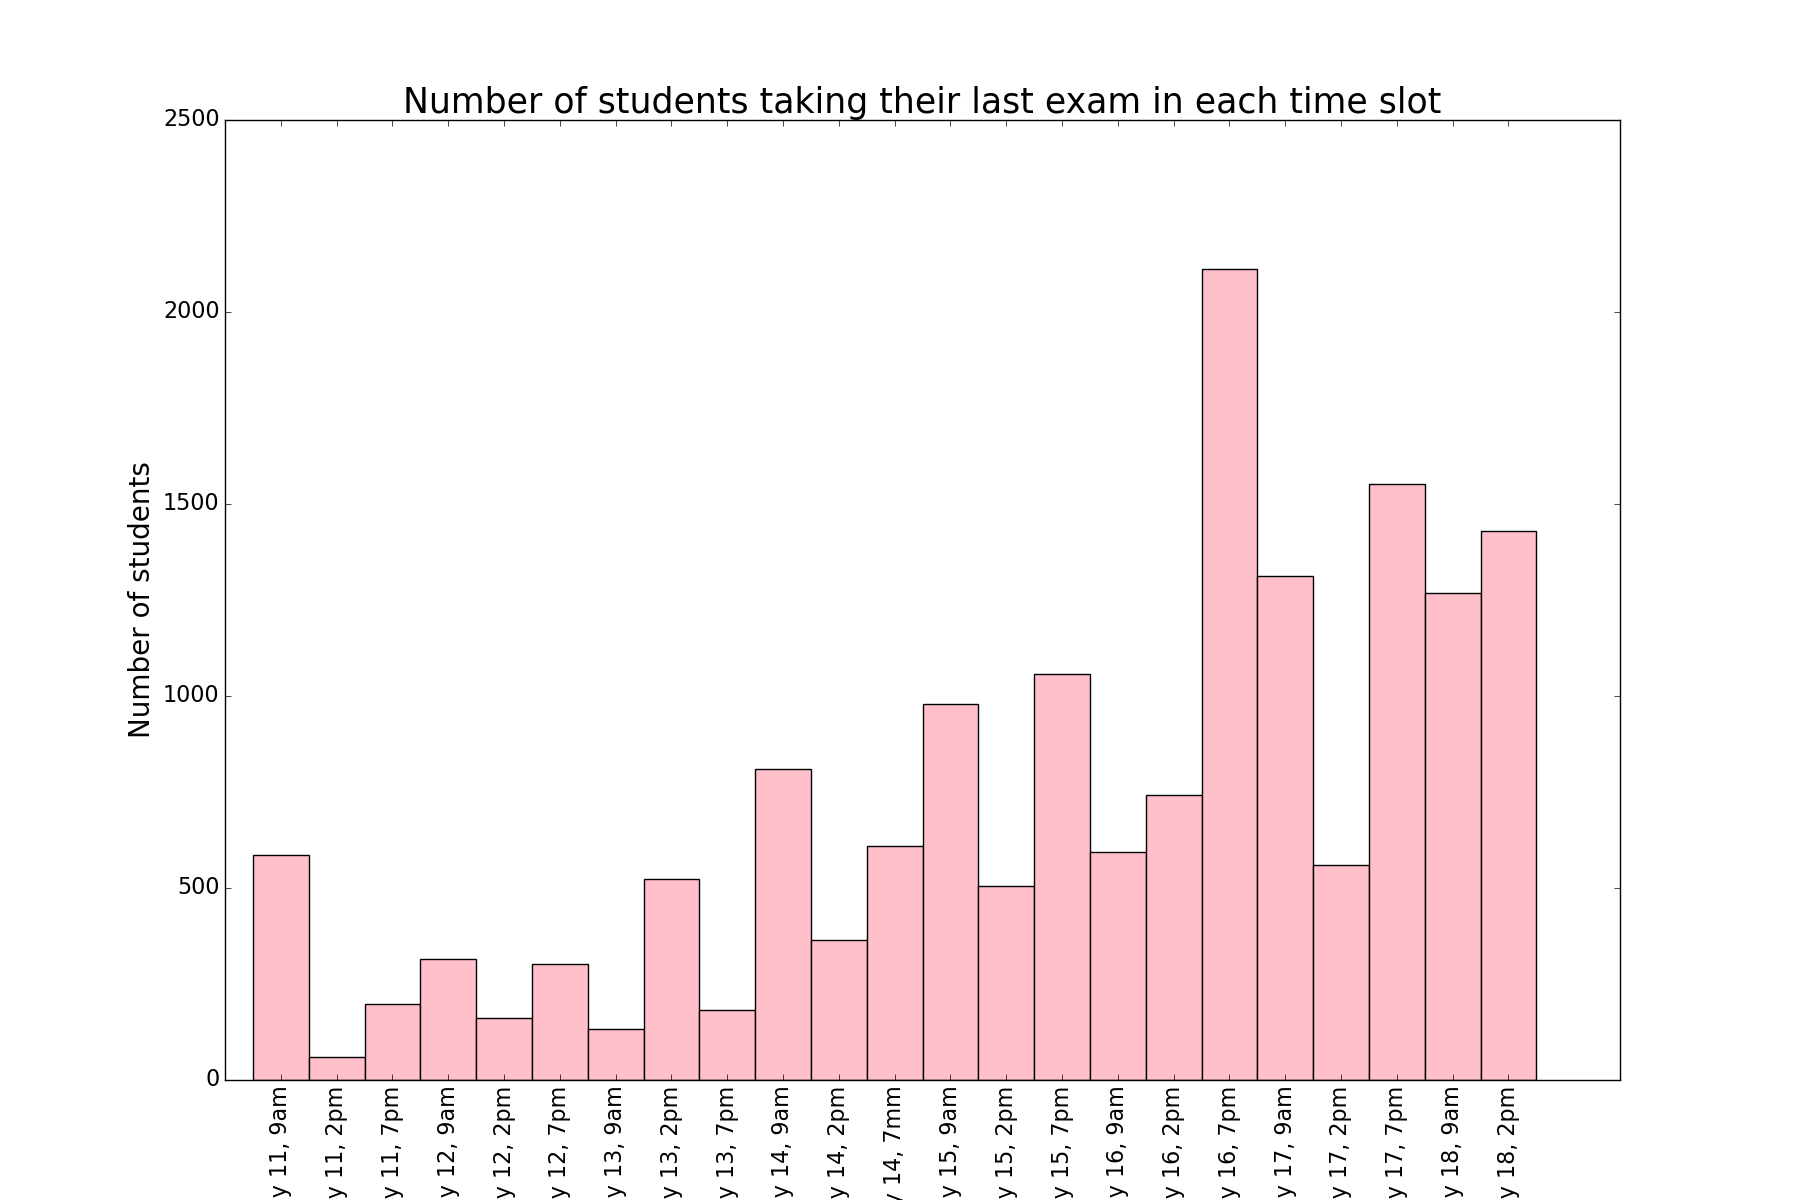 Number of students taking their last exam in each time slot
Number of students
2500
2000
1500
1000
500
0
y 11, 9am
y 11, 2pm
y 11, 7pm
y 12, 9am
y 12, 2pm
y 12, 7pm
y 13, 9am
y 13, 2pm
y 13, 7pm
y 14, 9am
y 14, 2pm
y 14, 7mm
y 15, 9am
y 15, 2pm
y 15, 7pm
y 16, 9am
y 16, 2pm
y 16, 7pm
y 17, 9am
y 17, 2pm
y 17, 7pm
y 18, 9am
y 18, 2pm